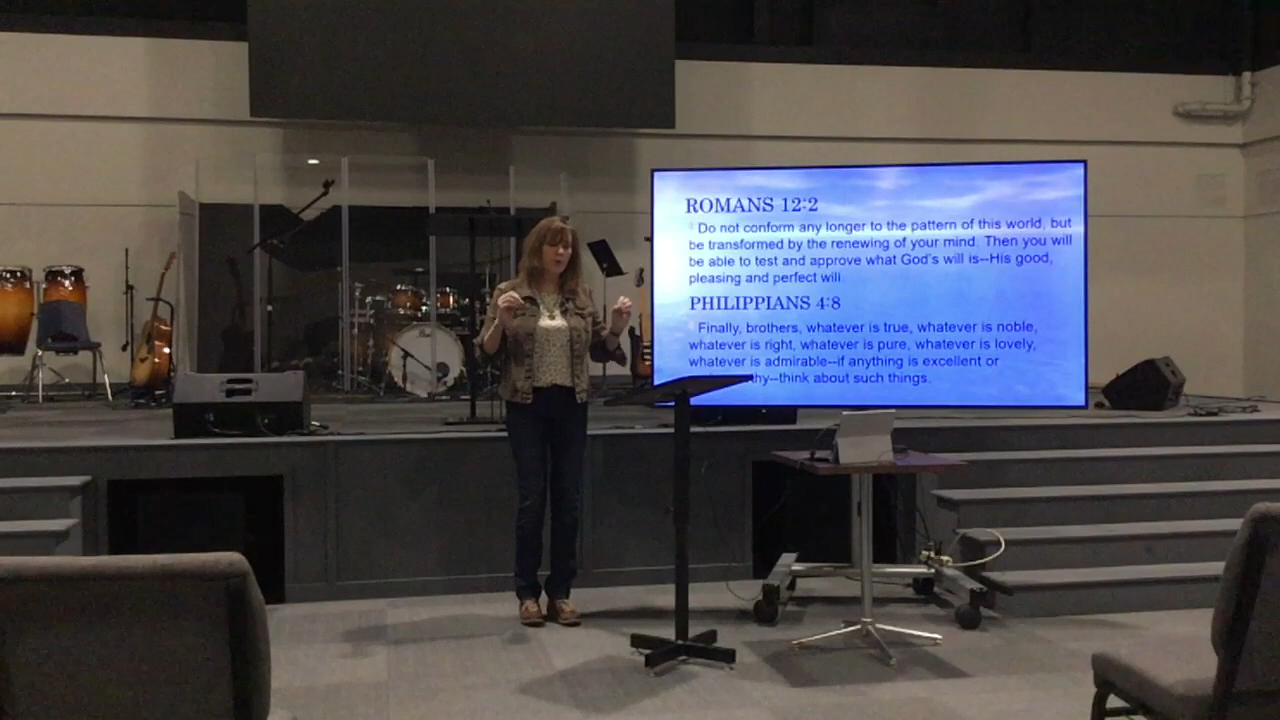 ROMANS 12:2
Do not conform any longer to the pattern of this world, but
be transformed by the renewing of your mind. Then you will
be able to test and approve what God's will is--His good,
pleasing and perfect will.
PHILIPPIANS 4:8
Finally, brothers, whatever is true, whatever is noble,
whatever is right, whatever is pure, whatever is lovely,
whatever is admirable--if anything is excellent or
thy--think about such things.